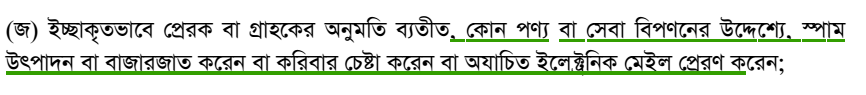 (জ) ইচ্ছাকৃতভাবে প্রেরক বা গ্রাহকের অনুমতি ব্যতীত, কোন পণ্য বা সেবা বিপণনের উদ্দেশ্যে, স্পাম
উৎপাদন বা বাজারজাত করেন বা করিবার চেষ্টা করেন বা অযাচিত ইলেক্ট্রনিক মেইল প্রেরণ করেন;